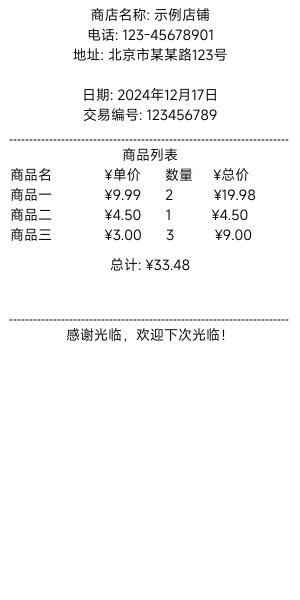 商店名称: 示例店铺
电话: 123-45678901
地址: 北京市某某路123号
日期: 2024年12月17日
交易编号: 123456789
商品列表
商品名 ¥单价 数量 ¥总价
商品一 ¥9.99 2 ¥19.98
商品二 ¥4.50 1 ¥4.50
商品三 ¥3.00 3 ¥9.00
总计: ¥33.48
感谢光临，欢迎下次光临！